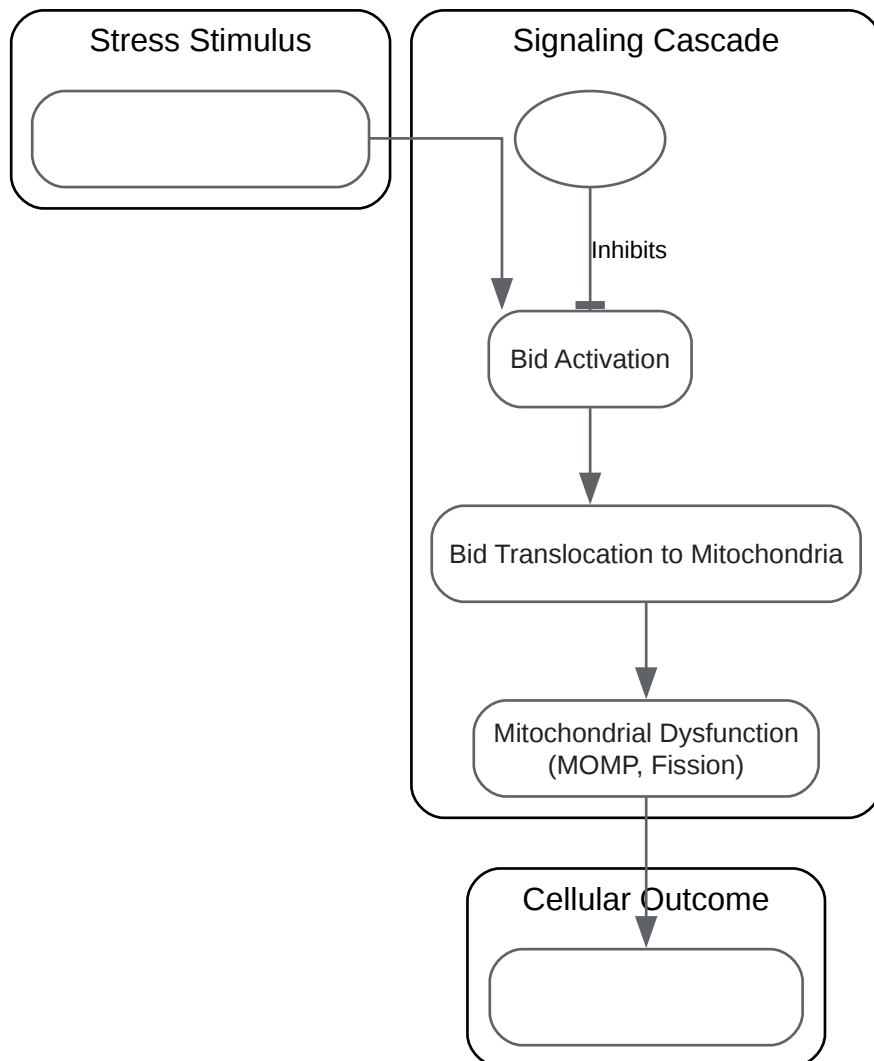 Stress Stimulus
Signaling Cascade
Inhibits
Bid Activation
Bid Translocation to Mitochondria
Mitochondrial Dysfunction
(MOMP, Fission)
Cellular Outcome